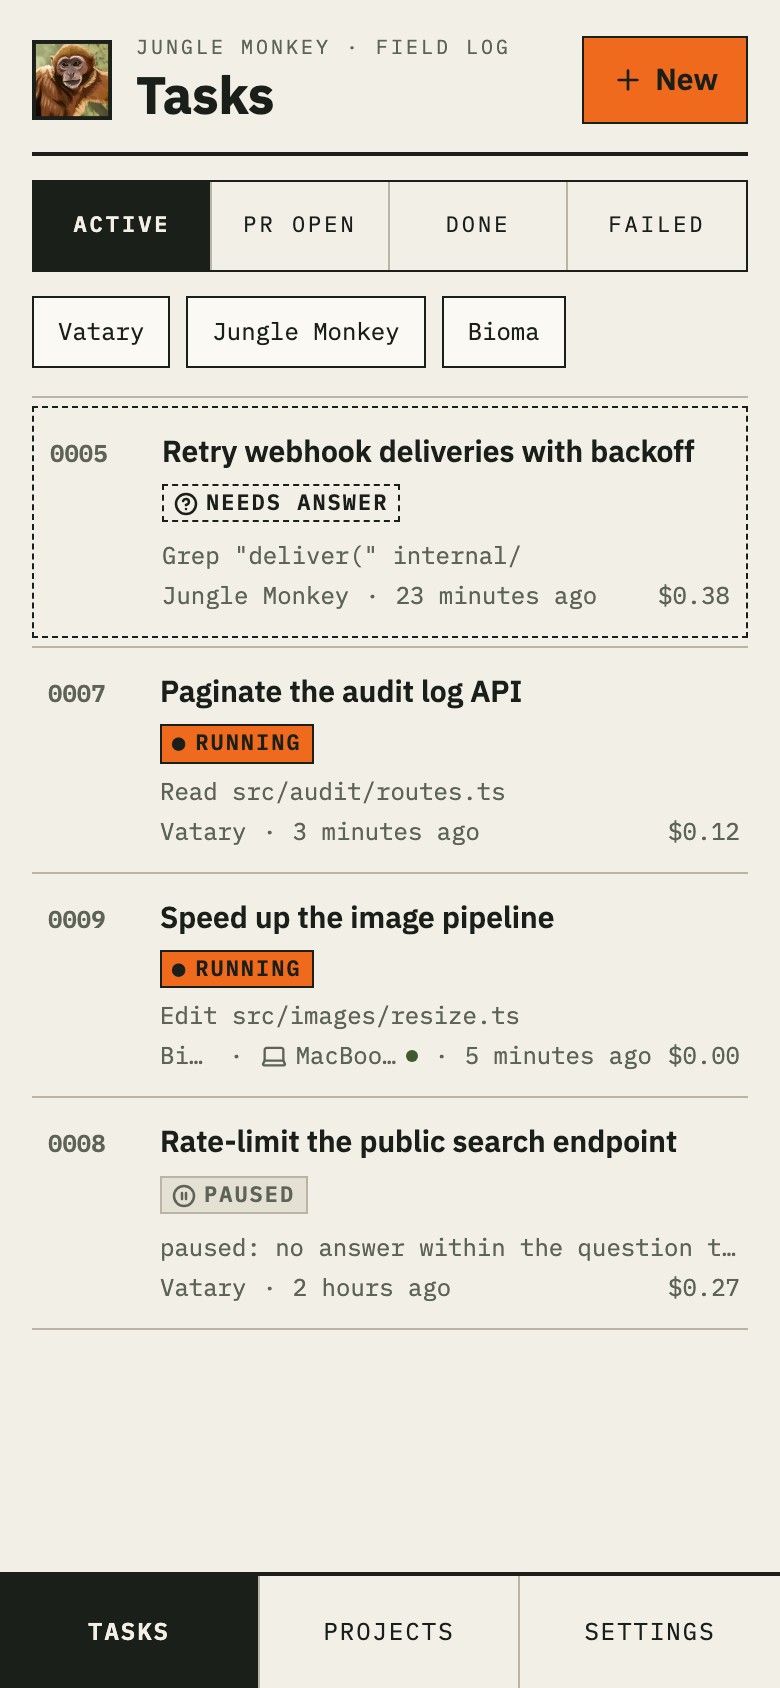 JUNGLE MONKEY · FIELD LOG
Tasks
+ New
ACTIVE PR OPEN DONE FAILED
Vatary Jungle Monkey Bioma
0005 Retry webhook deliveries with backoff
NEEDS ANSWER
Grep "deliver(" internal/
Jungle Monkey · 23 minutes ago $0.38
0007 Paginate the audit log API
RUNNING
Read src/audit/routes.ts
Vatary · 3 minutes ago $0.12
0009 Speed up the image pipeline
RUNNING
Edit src/images/resize.ts
Bi… · MacBoo… · 5 minutes ago $0.00
0008 Rate-limit the public search endpoint
PAUSED
paused: no answer within the question t…
Vatary · 2 hours ago $0.27
TASKS PROJECTS SETTINGS